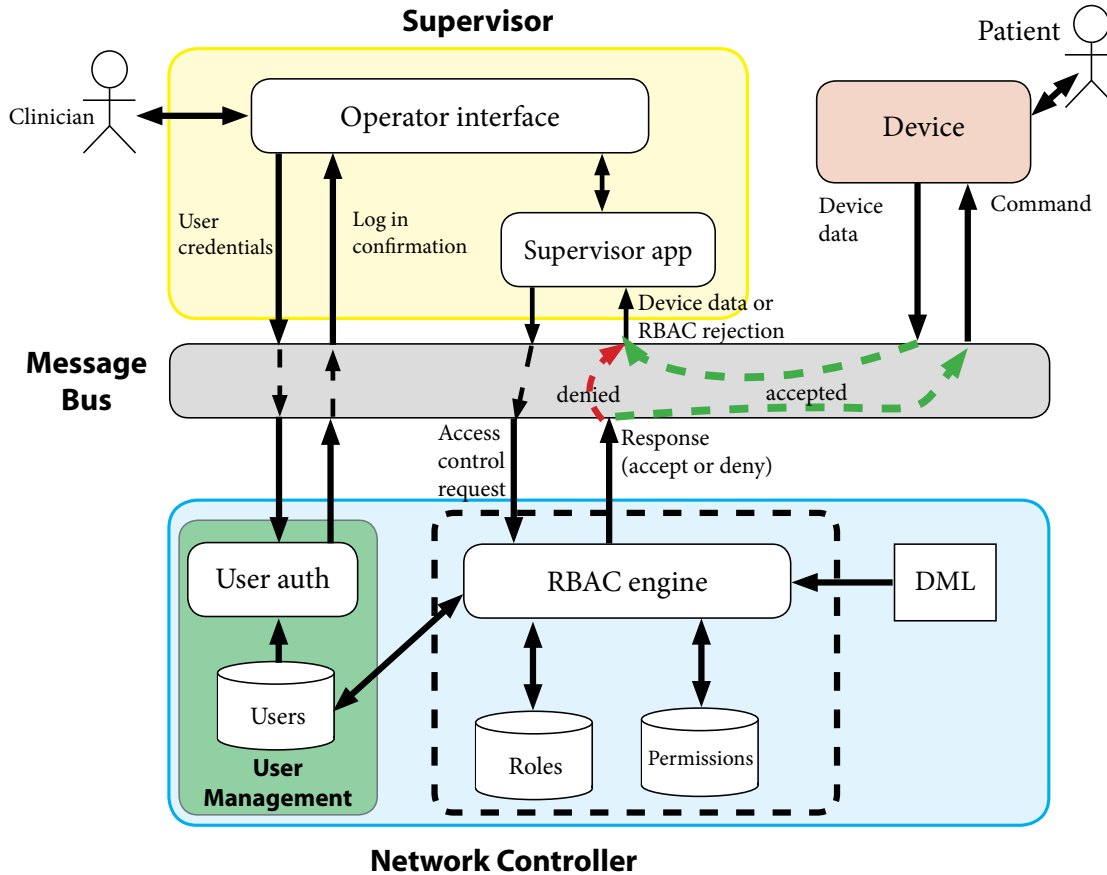 Supervisor
Patient
Clinician
Operator interface
Device
User
credentials
Log in
confirmation
Supervisor app
Device
data
Command
Device data or
RBAC rejection
Message
Bus
denied
accepted
Access
control
request
Response
(accept or deny)
User auth
RBAC engine
DML
Users
Roles
Permissions
User
Management
Network Controller